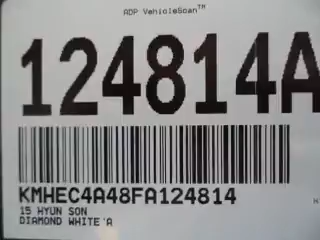 ADP VehicleScan™
124814A
KMHEC4A48FA124814
15 HYUN SON
DIAMOND WHITE'A